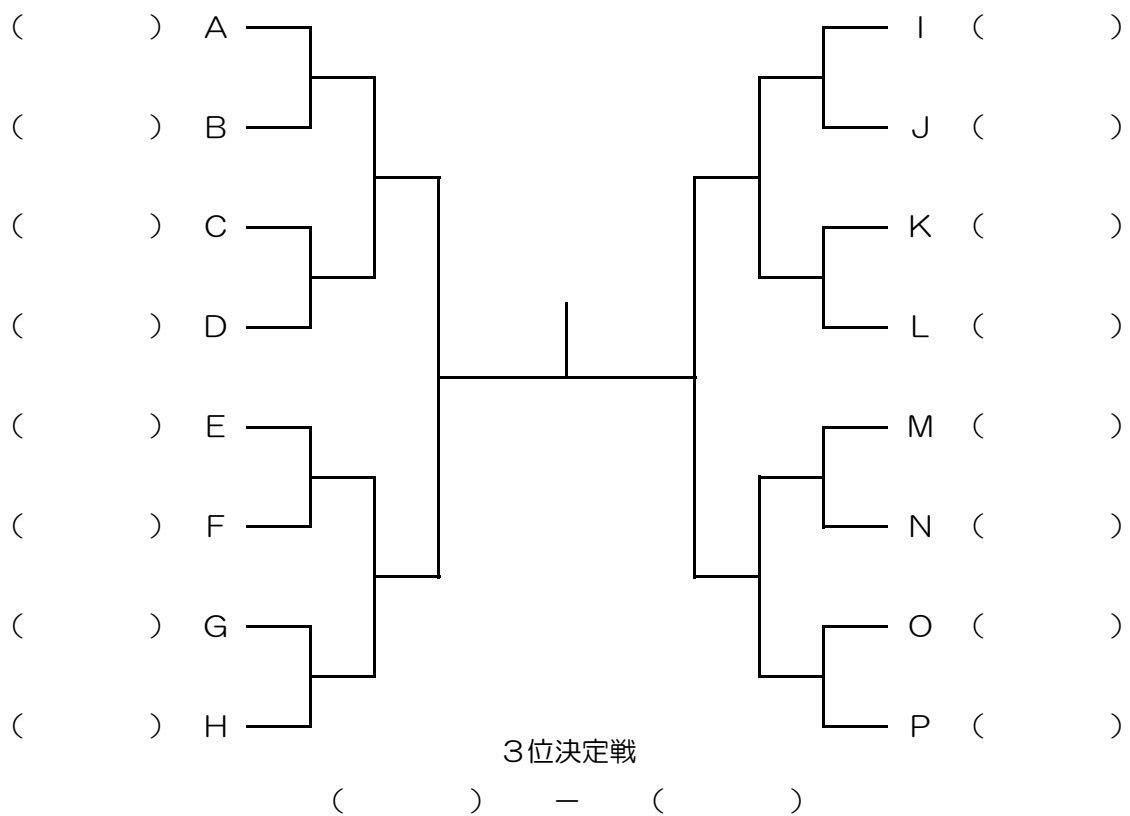 （　　　　） A　　I （　　　　）
（　　　　） B　　J （　　　　）
（　　　　） C　　K （　　　　）
（　　　　） D　　L （　　　　）
（　　　　） E　　M （　　　　）
（　　　　） F　　N （　　　　）
（　　　　） G　　O （　　　　）
（　　　　） H　　P （　　　　）
３位決定戦
（　　　　） － （　　　　）